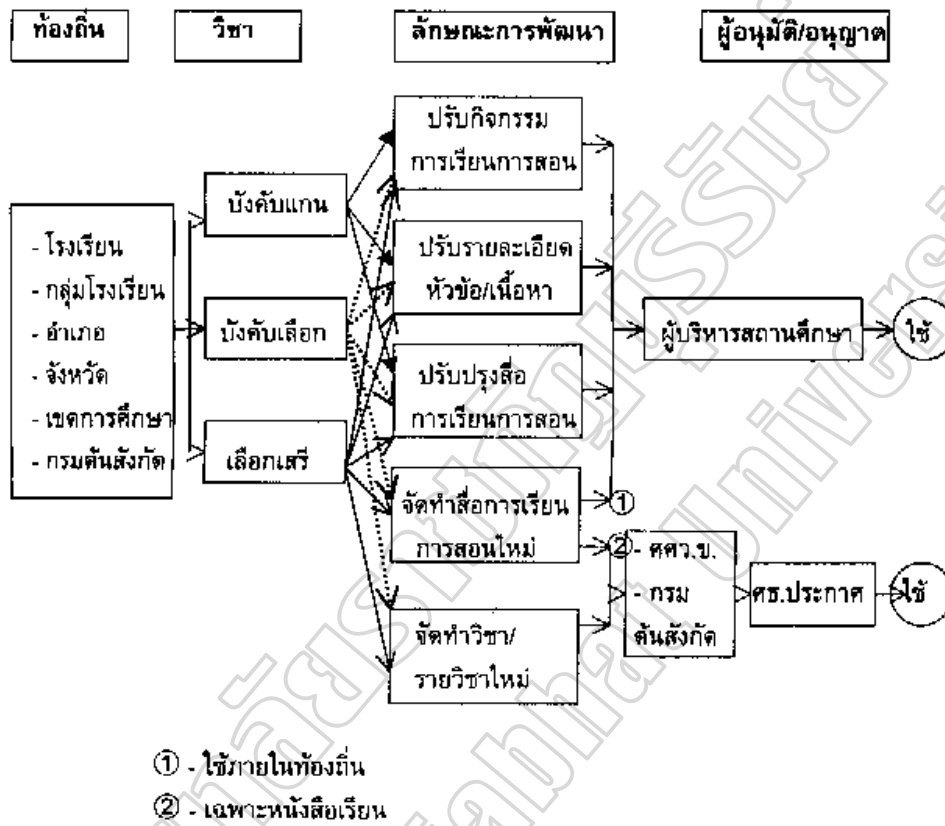 ท้องถิ่น
วิชา
ลักษณะการพัฒนา
ผู้อนุมัติ/อนุญาต
- โรงเรียน
- กลุ่มโรงเรียน
- อำเภอ
- จังหวัด
- เขตการศึกษา
- กรมต้นสังกัด
บังคับแกน
บังคับเลือก
เลือกเสรี
ปรับกิจกรรม
การเรียนการสอน
ปรับรายละเอียด
หัวข้อ/เนื้อหา
ปรับปรุงสื่อ
การเรียนการสอน
จัดทำสื่อการเรียน
การสอนใหม่
จัดทำวิชา/
รายวิชาใหม่
ผู้บริหารสถานศึกษา
ใช้
①
② - ศศว.ข.
- กรม
ต้นสังกัด
ศธ.ประกาศ
ใช้
① - ใช้ภายในท้องถิ่น
② - เฉพาะหนังสือเรียน